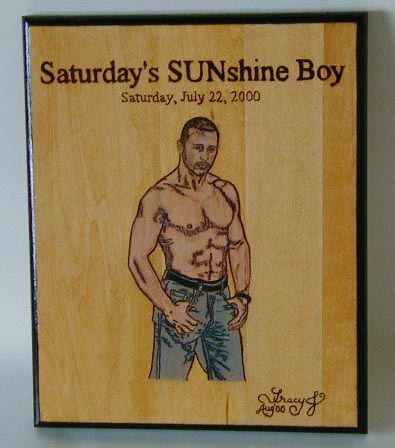 Saturday's SUNshine Boy
Saturday, July 22, 2000
Tracy J
Aug'00